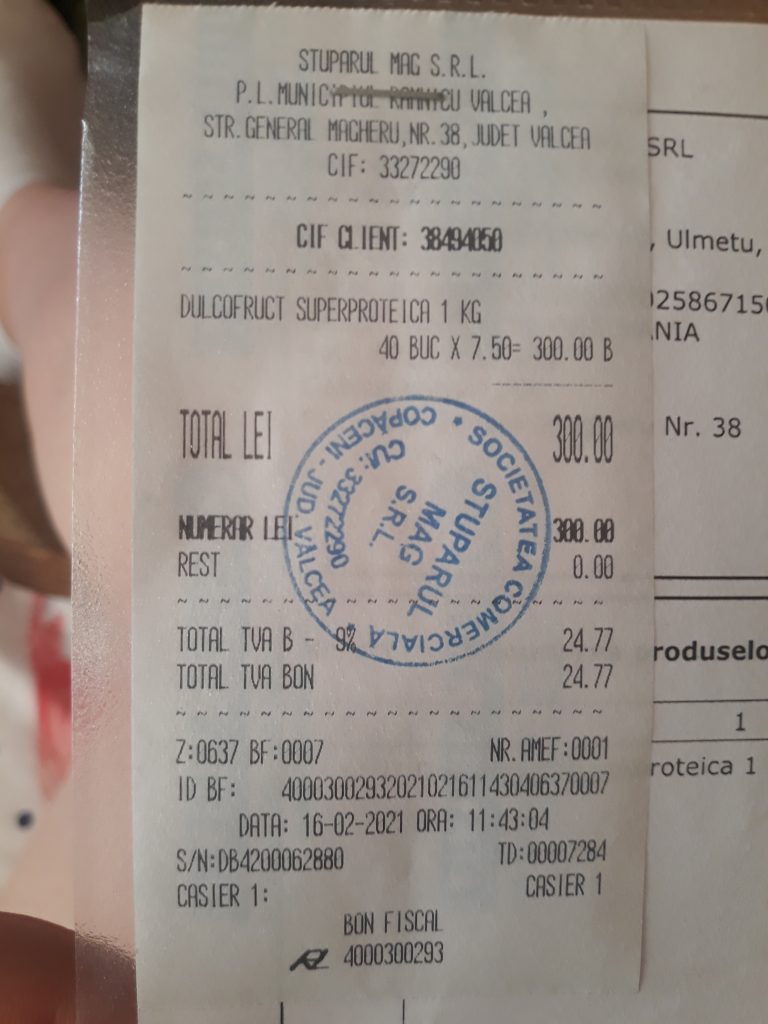 STUPARUL MAG S.R.L.
P.L.MUNICIPIUL RAMNICU VALCEA ,
STR.GENERAL MAGHERU,NR.38,JUDET VALCEA
CIF: 33272290
~ ~ ~ ~ ~ ~ ~ ~ ~ ~ ~ ~ ~ ~ ~ ~ ~ ~ ~ ~ ~ ~
CIF CLIENT: 38494050
~ ~ ~ ~ ~ ~ ~ ~ ~ ~ ~ ~ ~ ~ ~ ~ ~ ~ ~ ~ ~ ~
DULCOFRUCT SUPERPROTEICA 1 KG
40 BUC X 7.50= 300.00 B
TOTAL LEI 300.00
NUMERAR LEI 300.00
REST 0.00
~ ~ ~ ~ ~ ~ ~ ~ ~ ~ ~ ~ ~ ~ ~ ~ ~ ~ ~ ~ ~ ~
TOTAL TVA B - 9% 24.77
TOTAL TVA BON 24.77
~ ~ ~ ~ ~ ~ ~ ~ ~ ~ ~ ~ ~ ~ ~ ~ ~ ~ ~ ~ ~ ~
Z:0637 BF:0007 NR.AMEF:0001
ID BF: 40003002932021021611430406370007
DATA: 16-02-2021 ORA: 11:43:04
S/N:DB4200062880 TD:00007284
CASIER 1: CASIER 1
BON FISCAL
4000300293
SOCIETATEA COMERCIALA * COPACENI - JUD. VALCEA *
STUPARUL
MAG
S.R.L.
CUI: 33272290
SRL
, Ulmetu,
02586715
NIA
Nr. 38
roduselo
1
roteica 1